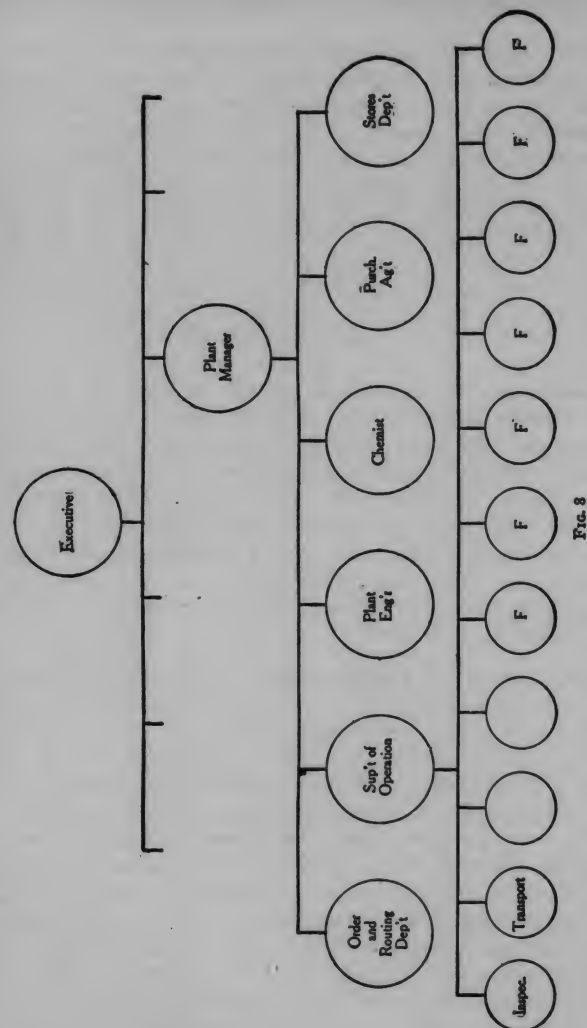 Executive
Plant
Manager
Order
and
Routing
Dep't
Sup't of
Operation
Plant
Eng'r
Chemist
Purch.
Ag't
Stores
Dep't
Inspec.
Transport
F
F
F
F
F
F
F
Fig. 8